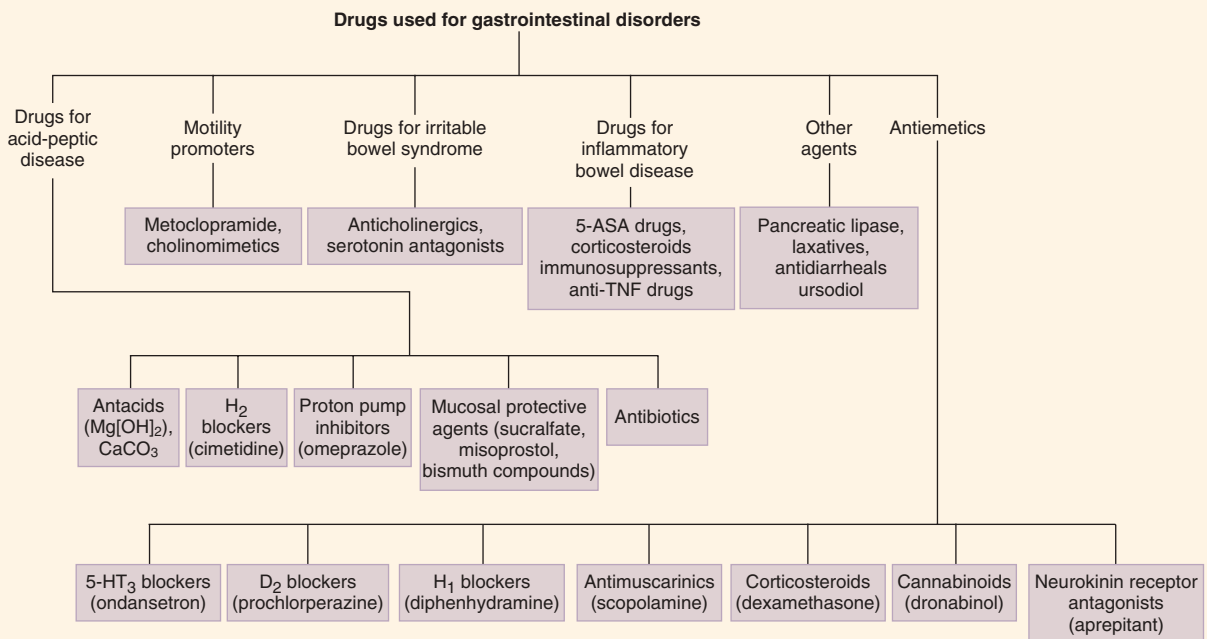 Drugs used for gastrointestinal disorders
Drugs for
acid-peptic
disease
Motility
promoters
Drugs for irritable
bowel syndrome
Drugs for
inflammatory
bowel disease
Other
agents
Antiemetics
Metoclopramide,
cholinomimetics
Anticholinergics,
serotonin antagonists
5-ASA drugs,
corticosteroids
immunosuppressants,
anti-TNF drugs
Pancreatic lipase,
laxatives,
antidiarrheals
ursodiol
Antacids
(Mg[OH]₂),
CaCO₃
H₂
blockers
(cimetidine)
Proton pump
inhibitors
(omeprazole)
Mucosal protective
agents (sucralfate,
misoprostol,
bismuth compounds)
Antibiotics
5-HT₃ blockers
(ondansetron)
D₂ blockers
(prochlorperazine)
H₁ blockers
(diphenhydramine)
Antimuscarinics
(scopolamine)
Corticosteroids
(dexamethasone)
Cannabinoids
(dronabinol)
Neurokinin receptor
antagonists
(aprepitant)